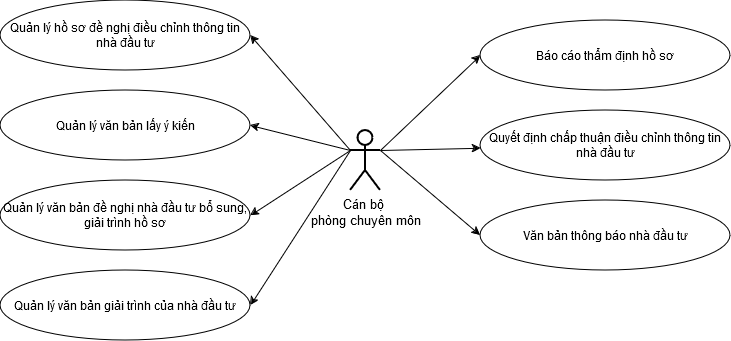 Quản lý hồ sơ đề nghị điều chỉnh thông tin
nhà đầu tư
Quản lý văn bản lấy ý kiến
Quản lý văn bản đề nghị nhà đầu tư bổ sung,
giải trình hồ sơ
Quản lý văn bản giải trình của nhà đầu tư
Cán bộ
phòng chuyên môn
Báo cáo thẩm định hồ sơ
Quyết định chấp thuận điều chỉnh thông tin
nhà đầu tư
Văn bản thông báo nhà đầu tư